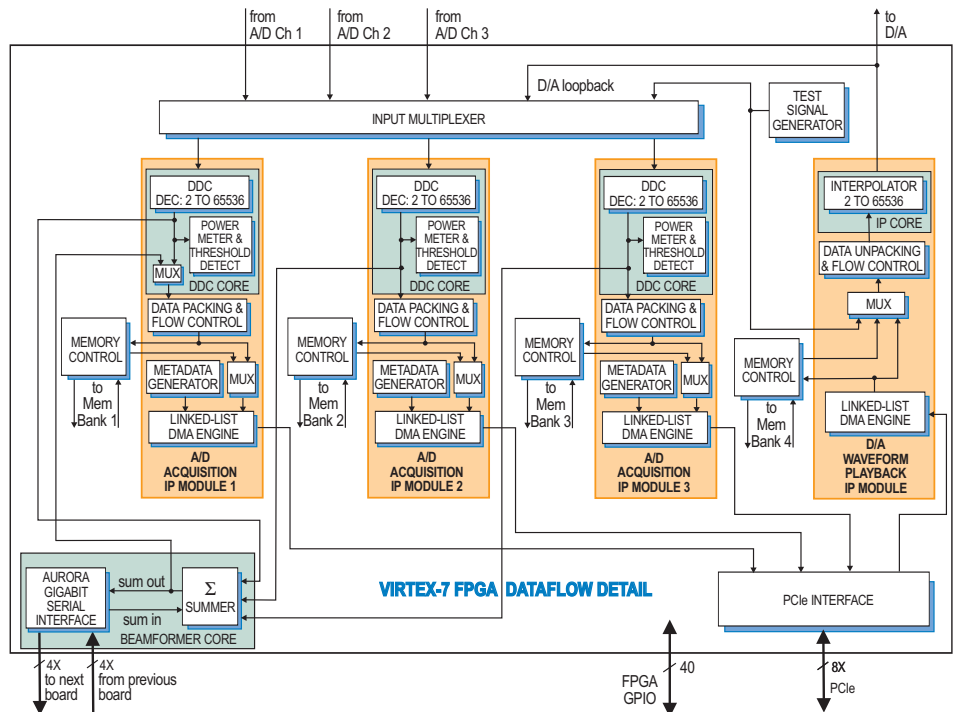 from
A/D Ch 1
from
A/D Ch 2
from
A/D Ch 3
to
D/A
D/A loopback
INPUT MULTIPLEXER
TEST
SIGNAL
GENERATOR
DDC
DEC: 2 TO 65536
POWER
METER &
THRESHOLD
DETECT
MUX
DDC CORE
DATA PACKING &
FLOW CONTROL
MEMORY
CONTROL
METADATA
GENERATOR
MUX
to
Mem
Bank 1
LINKED-LIST
DMA ENGINE
A/D
ACQUISITION
IP MODULE 1
DDC
DEC: 2 TO 65536
POWER
METER &
THRESHOLD
DETECT
DDC CORE
DATA PACKING &
FLOW CONTROL
MEMORY
CONTROL
METADATA
GENERATOR
MUX
to
Mem
Bank 2
LINKED-LIST
DMA ENGINE
A/D
ACQUISITION
IP MODULE 2
DDC
DEC: 2 TO 65536
POWER
METER &
THRESHOLD
DETECT
DDC CORE
DATA PACKING &
FLOW CONTROL
MEMORY
CONTROL
METADATA
GENERATOR
MUX
to
Mem
Bank 3
LINKED-LIST
DMA ENGINE
A/D
ACQUISITION
IP MODULE 3
INTERPOLATOR
2 TO 65536
IP CORE
DATA UNPACKING
& FLOW CONTROL
MUX
MEMORY
CONTROL
to
Mem
Bank 4
LINKED-LIST
DMA ENGINE
D/A
WAVEFORM
PLAYBACK
IP MODULE
AURORA
GIGABIT
SERIAL
INTERFACE
sum out
sum in
Σ
SUMMER
BEAMFORMER CORE
VIRTEX-7 FPGA DATAFLOW DETAIL
PCIe INTERFACE
4X
to next
board
4X
from previous
board
FPGA
GPIO
40
8X
PCIe